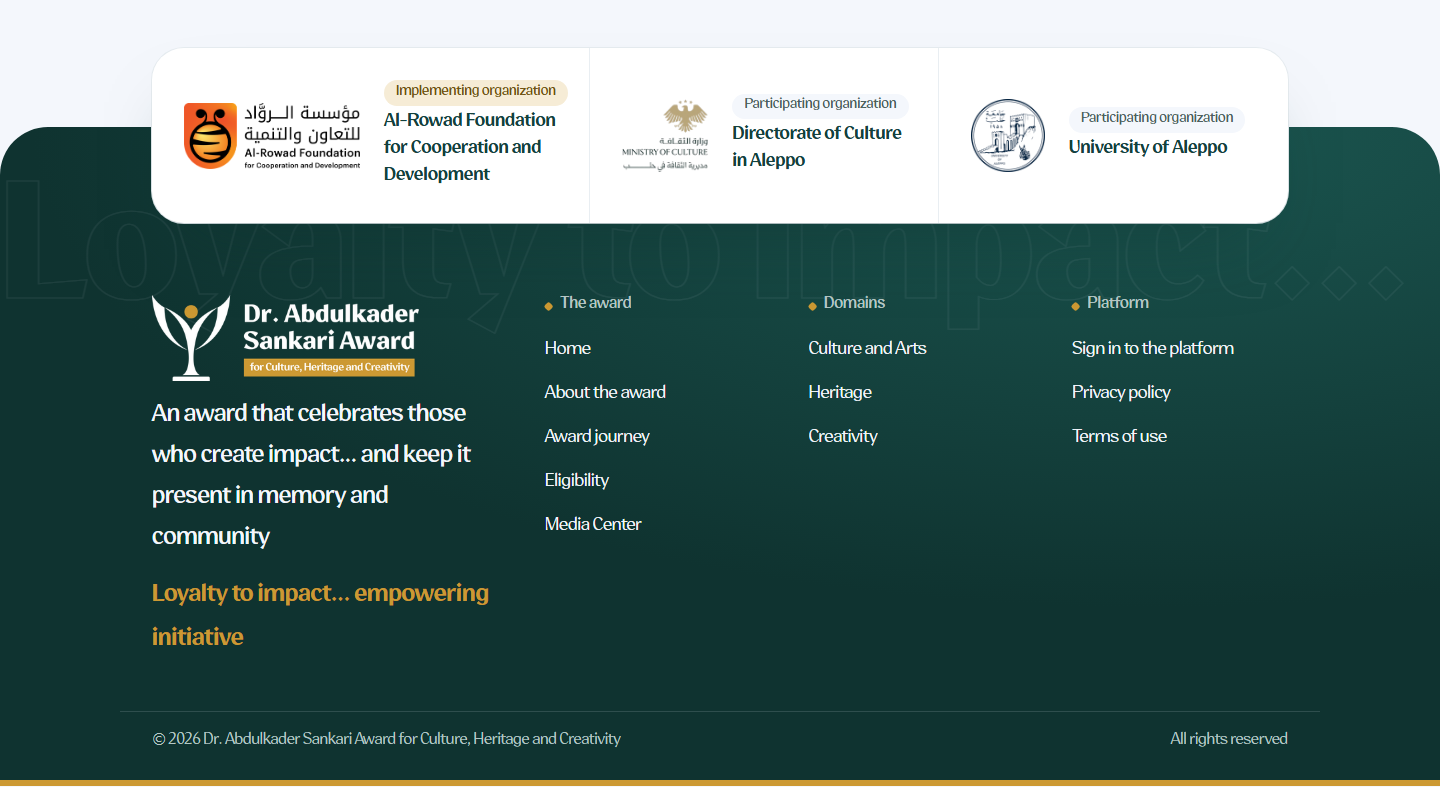 Implementing organization
Al-Rowad Foundation
for Cooperation and
Development
مؤسسة الـــروَّاد
للتعاون والتنمية
Al-Rowad Foundation
for Cooperation and Development
Participating organization
Directorate of Culture
in Aleppo
وزارة الثقـافـة
MINISTRY OF CULTURE
مديرية الثقافة في حلـــب
Participating organization
University of Aleppo
Loyalty to Impact...
Dr. Abdulkader
Sankari Award
for Culture, Heritage and Creativity
An award that celebrates those
who create impact... and keep it
present in memory and
community
Loyalty to impact... empowering
initiative
The award
Home
About the award
Award journey
Eligibility
Media Center
Domains
Culture and Arts
Heritage
Creativity
Platform
Sign in to the platform
Privacy policy
Terms of use
© 2026 Dr. Abdulkader Sankari Award for Culture, Heritage and Creativity
All rights reserved